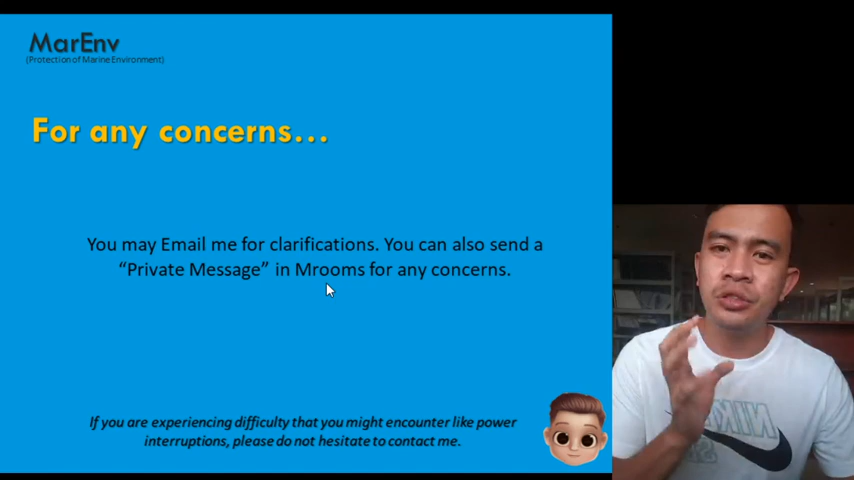 MarEnv
(Protection of Marine Environment)
For any concerns...
You may Email me for clarifications. You can also send a
“Private Message” in Mrooms for any concerns.
If you are experiencing difficulty that you might encounter like power
interruptions, please do not hesitate to contact me.
NIKE